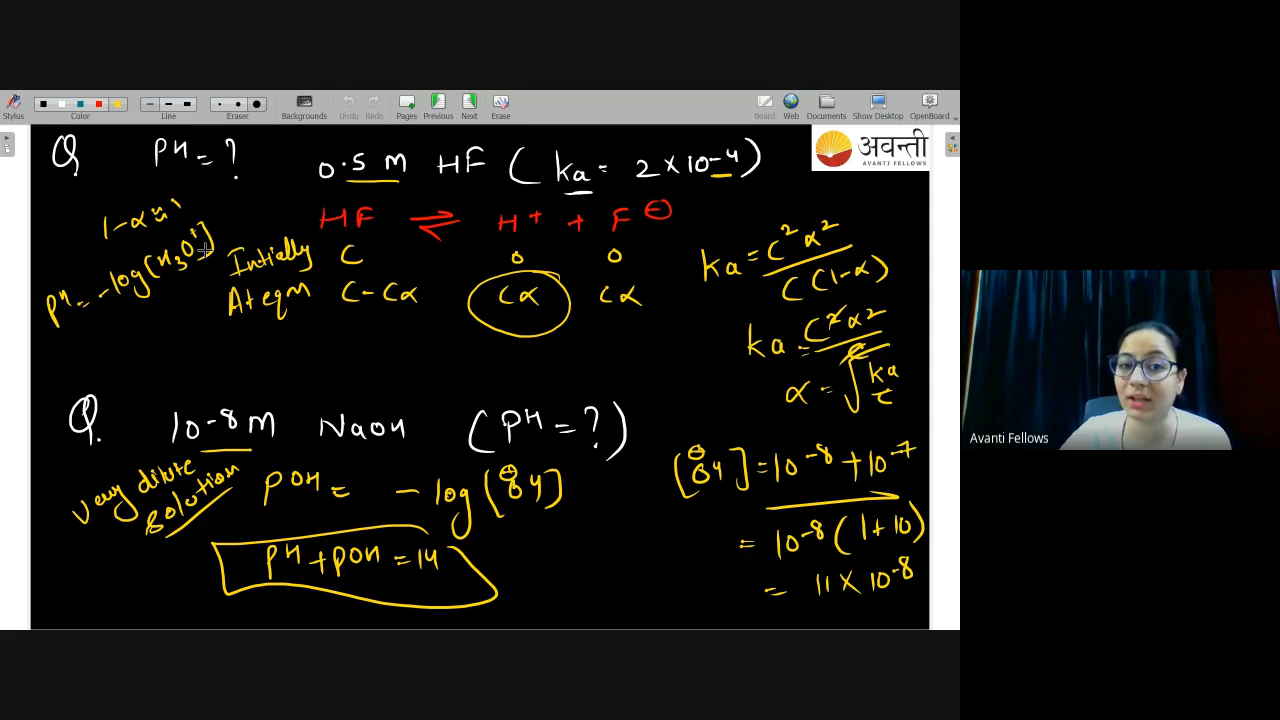 Stylus
Color
Line
Eraser
Backgrounds
Undo
Redo
Pages
Previous
Next
Erase
Board
Web
Documents
Show Desktop
OpenBoard
Q PH = ?
0.5 M HF ( ka = 2 × 10⁻⁴ )
अवन्ती
AVANTI FELLOWS
1-α ≈ 1
pH = -log[H₃O⁺]
HF ⇌ H⁺ + F⊖
Initially C 0 0
At eqm C - Cα Cα Cα
ka = C²α² / C(1-α)
ka = C²α² / C
α = √ka/C
Q. 10⁻⁸ M NaOH (PH = ?)
very dilute solution
POH = - log [⊖OH]
PH + POH = 14
[⊖OH] = 10⁻⁸ + 10⁻⁷
= 10⁻⁸ ( 1 + 10)
= 11 × 10⁻⁸
Avanti Fellows